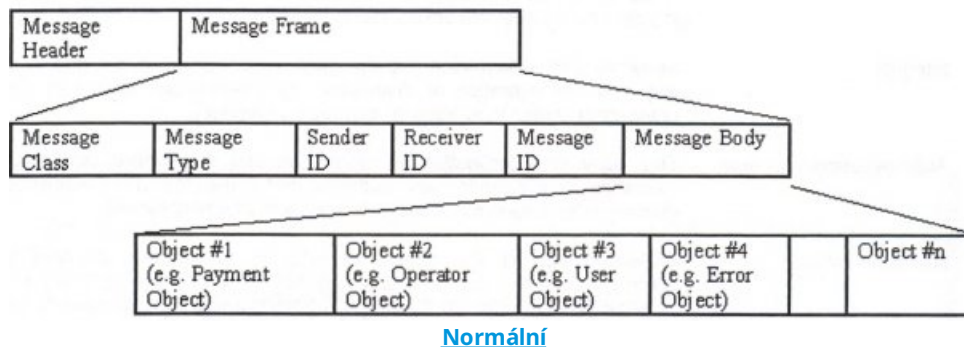 Message Header
Message Frame
Message Class
Message Type
Sender ID
Receiver ID
Message ID
Message Body
Object #1 (e.g. Payment Object)
Object #2 (e.g. Operator Object)
Object #3 (e.g. User Object)
Object #4 (e.g. Error Object)
Object #n
Normální